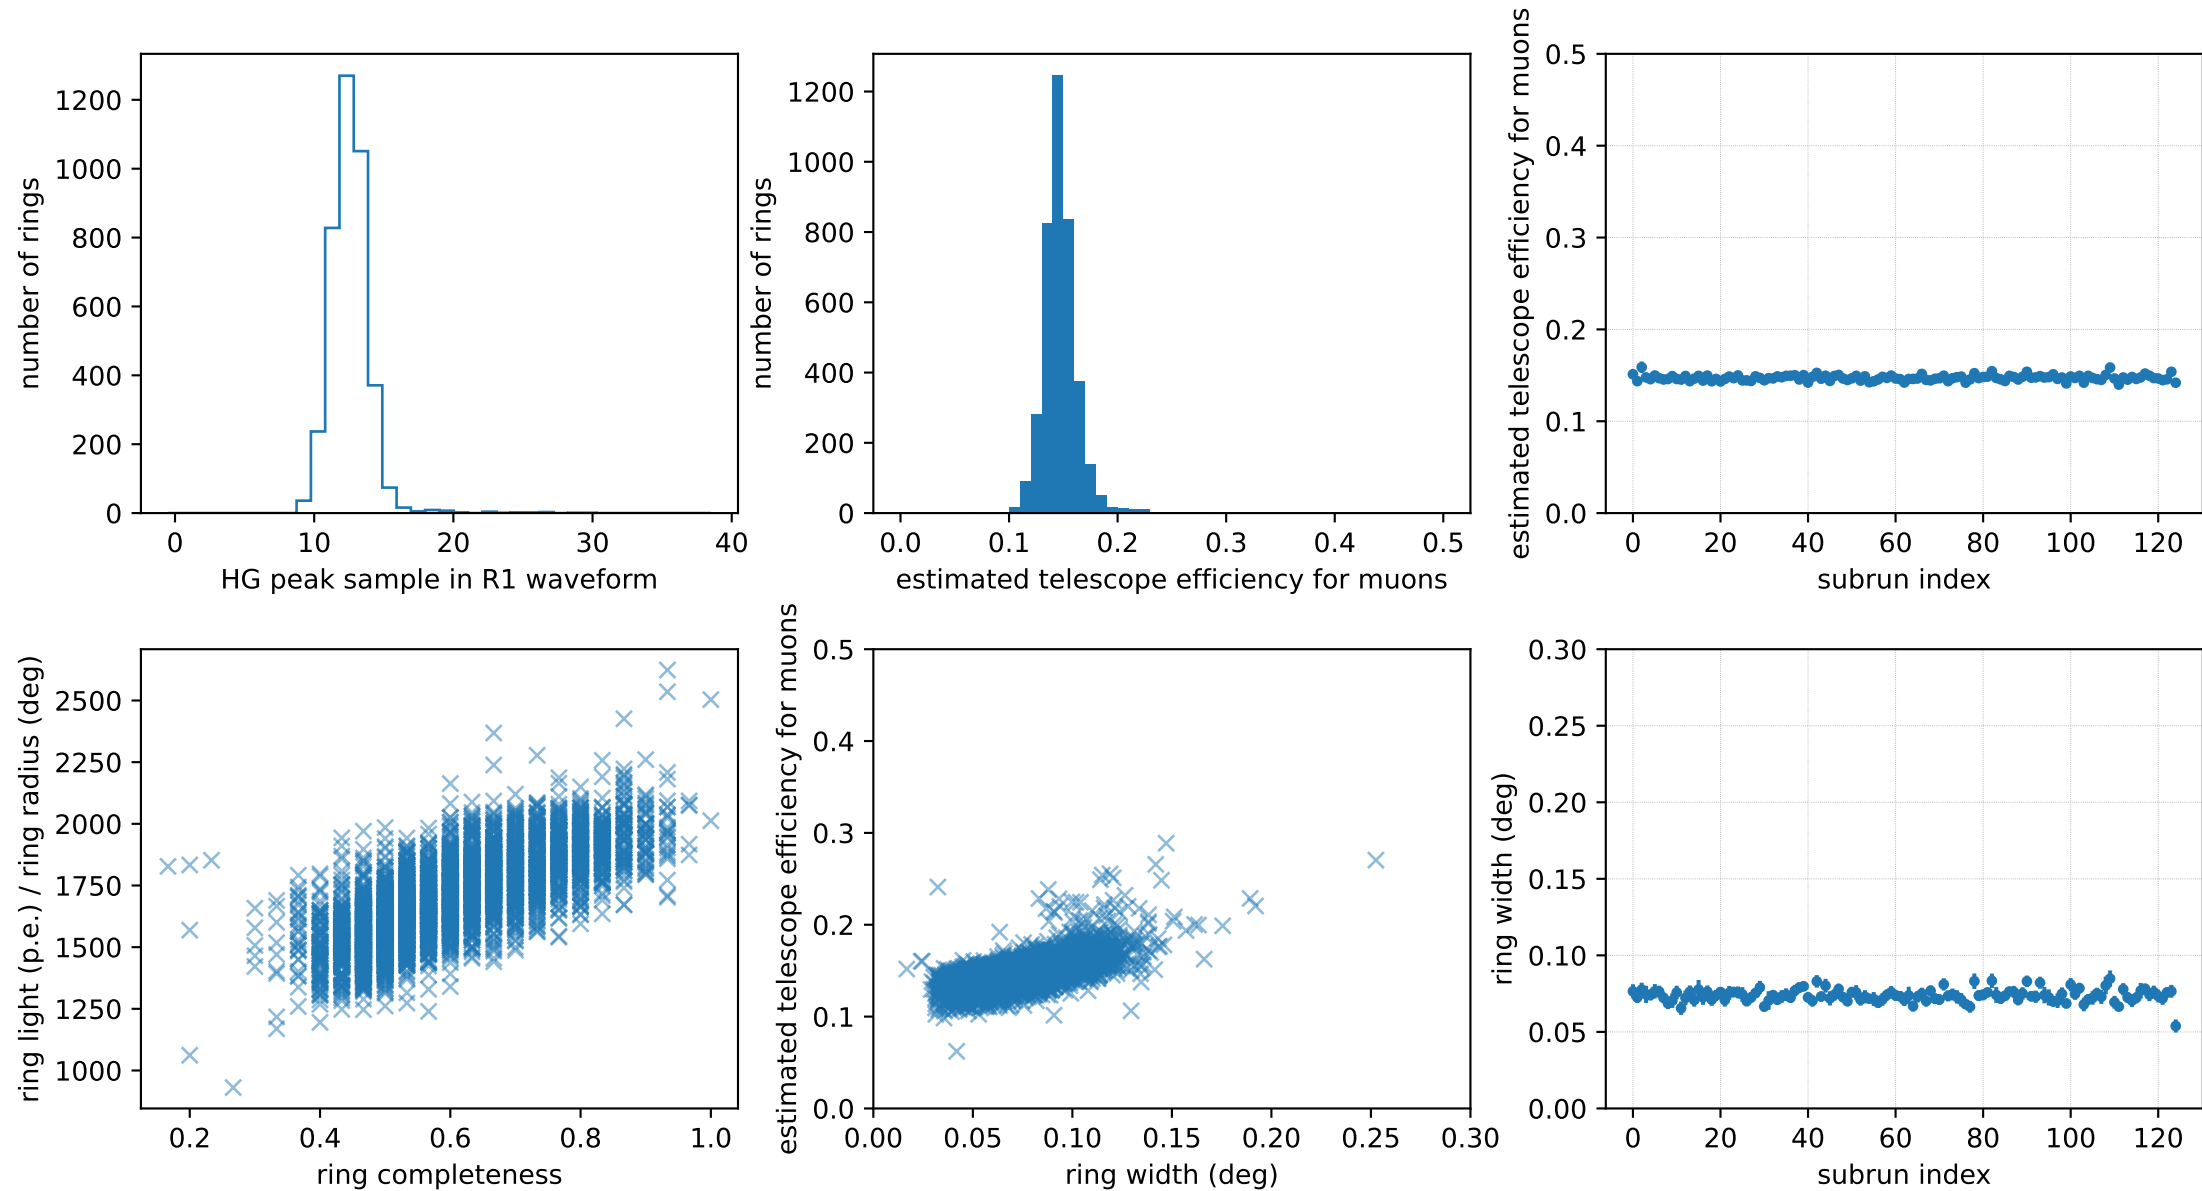 number of rings
1200
1000
800
600
400
200
0
0 10 20 30 40
HG peak sample in R1 waveform
number of rings
1200
1000
800
600
400
200
0
0.0 0.1 0.2 0.3 0.4 0.5
estimated telescope efficiency for muons
estimated telescope efficiency for muons
0.5
0.4
0.3
0.2
0.1
0.0
0 20 40 60 80 100 120
subrun index
ring light (p.e.) / ring radius (deg)
2500
2250
2000
1750
1500
1250
1000
0.2 0.4 0.6 0.8 1.0
ring completeness
estimated telescope efficiency for muons
0.5
0.4
0.3
0.2
0.1
0.0
0.00 0.05 0.10 0.15 0.20 0.25 0.30
ring width (deg)
ring width (deg)
0.30
0.25
0.20
0.15
0.10
0.05
0.00
0 20 40 60 80 100 120
subrun index